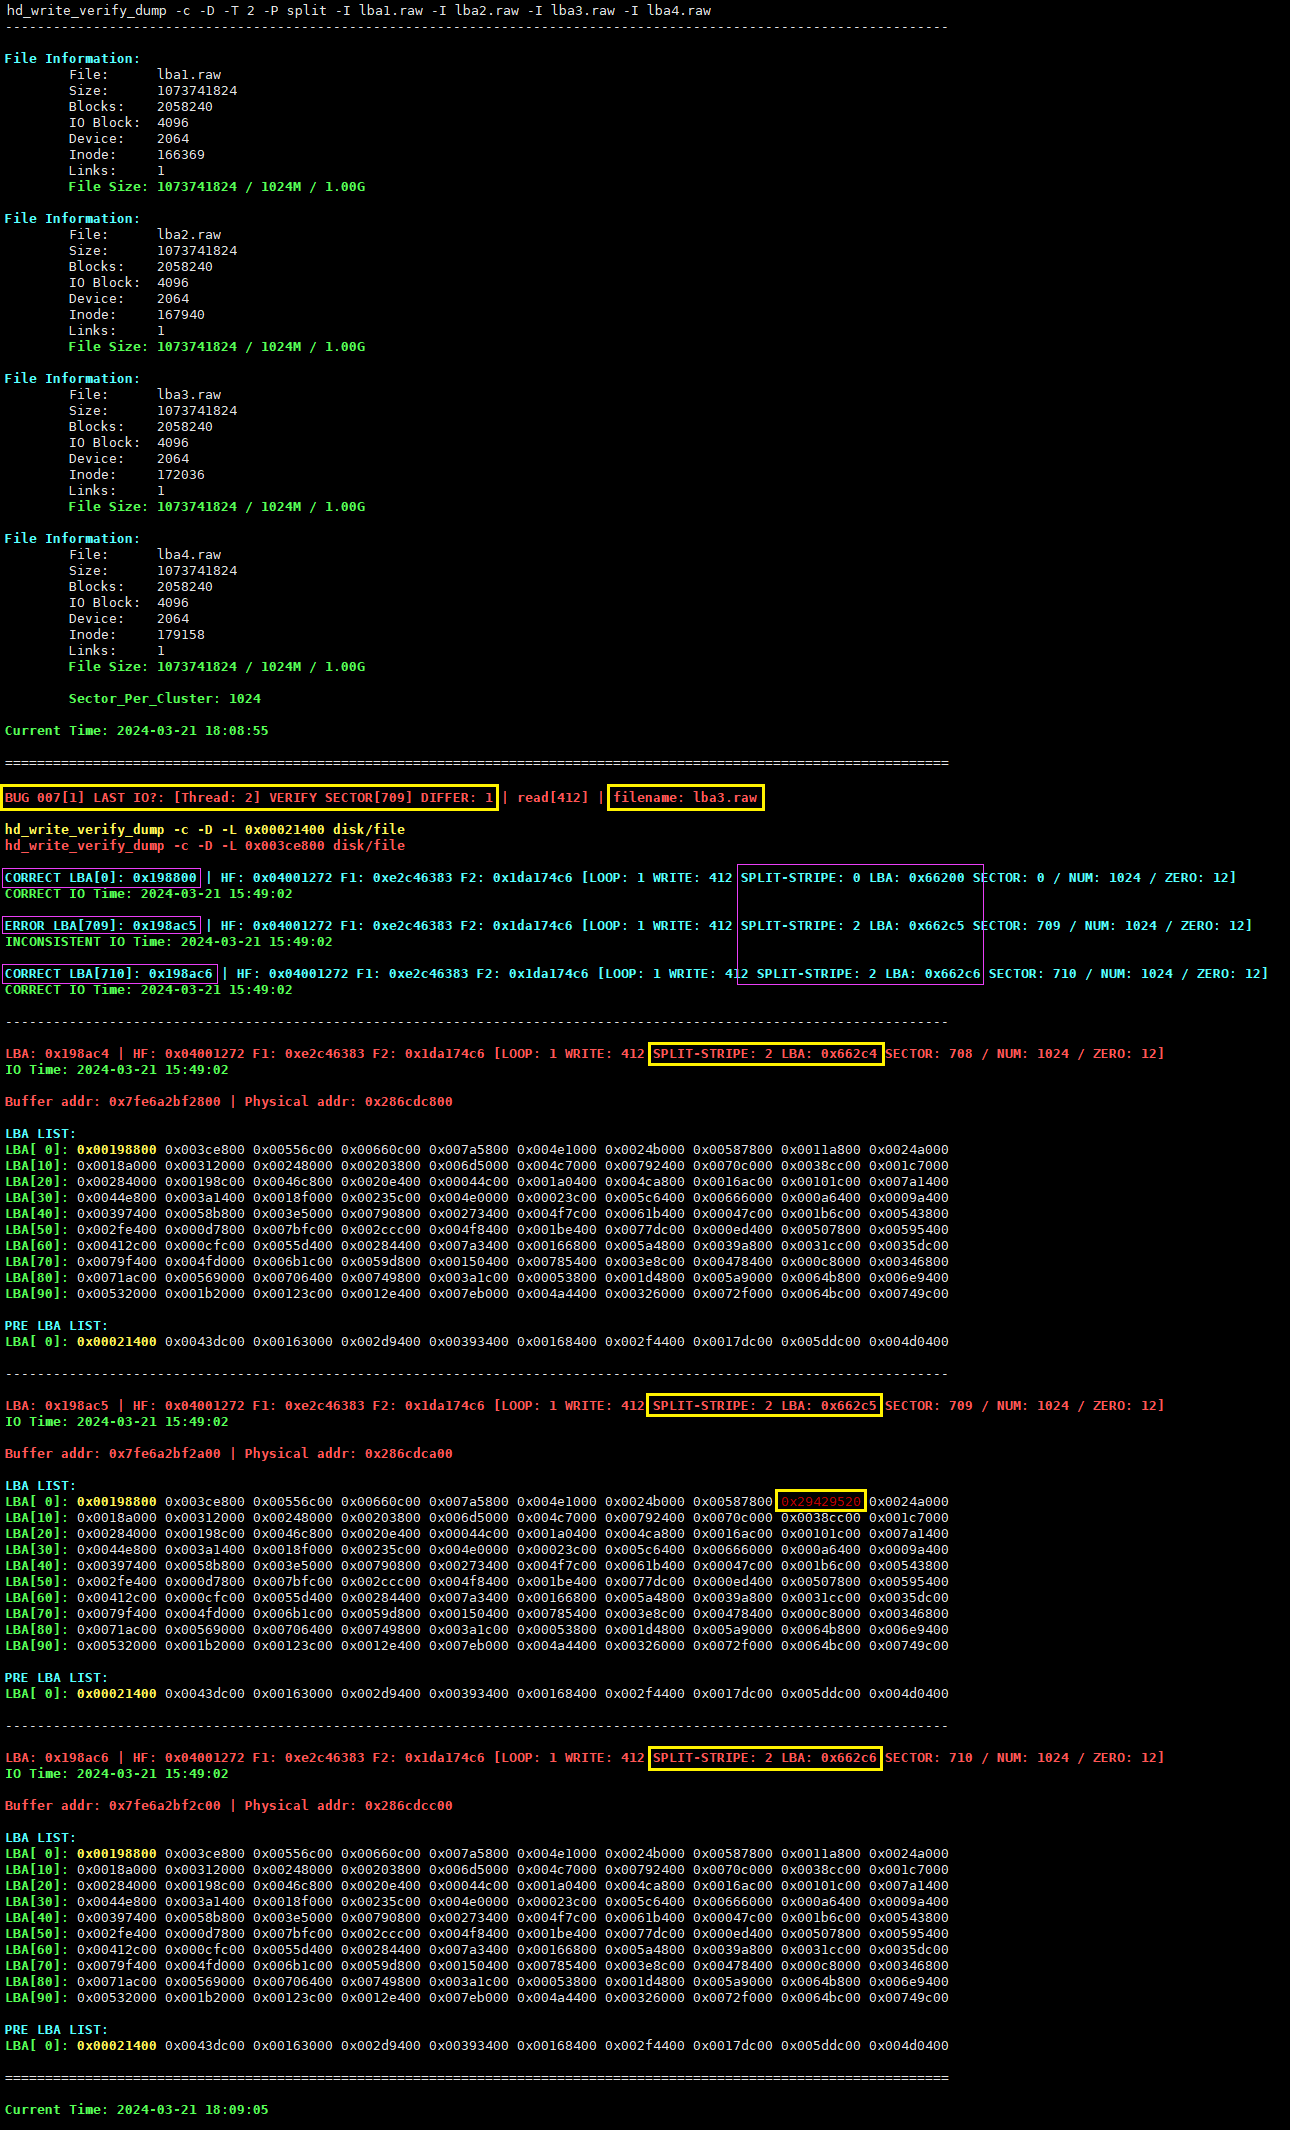 hd_write_verify_dump -c -D -T 2 -P split -I lba1.raw -I lba2.raw -I lba3.raw -I lba4.raw
----------------------------------------------------------------------------------------------------------------------
File Information:
File: lba1.raw
Size: 1073741824
Blocks: 2058240
IO Block: 4096
Device: 2064
Inode: 166369
Links: 1
File Size: 1073741824 / 1024M / 1.00G
File Information:
File: lba2.raw
Size: 1073741824
Blocks: 2058240
IO Block: 4096
Device: 2064
Inode: 167940
Links: 1
File Size: 1073741824 / 1024M / 1.00G
File Information:
File: lba3.raw
Size: 1073741824
Blocks: 2058240
IO Block: 4096
Device: 2064
Inode: 172036
Links: 1
File Size: 1073741824 / 1024M / 1.00G
File Information:
File: lba4.raw
Size: 1073741824
Blocks: 2058240
IO Block: 4096
Device: 2064
Inode: 179158
Links: 1
File Size: 1073741824 / 1024M / 1.00G
Sector_Per_Cluster: 1024
Current Time: 2024-03-21 18:08:55
======================================================================================================================
BUG 007[1] LAST IO?: [Thread: 2] VERIFY SECTOR[709] DIFFER: 1 | read[412] | filename: lba3.raw
hd_write_verify_dump -c -D -L 0x00021400 disk/file
hd_write_verify_dump -c -D -L 0x003ce800 disk/file
CORRECT LBA[0]: 0x198800 | HF: 0x04001272 F1: 0xe2c46383 F2: 0x1da174c6 [LOOP: 1 WRITE: 412 SPLIT-STRIPE: 0 LBA: 0x66200 SECTOR: 0 / NUM: 1024 / ZERO: 12]
CORRECT IO Time: 2024-03-21 15:49:02
ERROR LBA[709]: 0x198ac5 | HF: 0x04001272 F1: 0xe2c46383 F2: 0x1da174c6 [LOOP: 1 WRITE: 412 SPLIT-STRIPE: 2 LBA: 0x662c5 SECTOR: 709 / NUM: 1024 / ZERO: 12]
INCONSISTENT IO Time: 2024-03-21 15:49:02
CORRECT LBA[710]: 0x198ac6 | HF: 0x04001272 F1: 0xe2c46383 F2: 0x1da174c6 [LOOP: 1 WRITE: 412 SPLIT-STRIPE: 2 LBA: 0x662c6 SECTOR: 710 / NUM: 1024 / ZERO: 12]
CORRECT IO Time: 2024-03-21 15:49:02
----------------------------------------------------------------------------------------------------------------------
LBA: 0x198ac4 | HF: 0x04001272 F1: 0xe2c46383 F2: 0x1da174c6 [LOOP: 1 WRITE: 412 SPLIT-STRIPE: 2 LBA: 0x662c4 SECTOR: 708 / NUM: 1024 / ZERO: 12]
IO Time: 2024-03-21 15:49:02
Buffer addr: 0x7fe6a2bf2800 | Physical addr: 0x286cdc800
LBA LIST:
LBA[ 0]: 0x00198800 0x003ce800 0x00556c00 0x00660c00 0x007a5800 0x004e1000 0x0024b000 0x00587800 0x0011a800 0x0024a000
LBA[10]: 0x0018a000 0x00312000 0x00248000 0x00203800 0x006d5000 0x004c7000 0x00792400 0x0070c000 0x0038cc00 0x001c7000
LBA[20]: 0x00284000 0x00198c00 0x0046c800 0x0020e400 0x00044c00 0x001a0400 0x004ca800 0x0016ac00 0x00101c00 0x007a1400
LBA[30]: 0x0044e800 0x003a1400 0x0018f000 0x00235c00 0x004e0000 0x00023c00 0x005c6400 0x00666000 0x000a6400 0x0009a400
LBA[40]: 0x00397400 0x0058b800 0x003e5000 0x00790800 0x00273400 0x004f7c00 0x0061b400 0x00047c00 0x001b6c00 0x00543800
LBA[50]: 0x002fe400 0x000d7800 0x007bfc00 0x002ccc00 0x004f8400 0x001be400 0x0077dc00 0x000ed400 0x00507800 0x00595400
LBA[60]: 0x00412c00 0x000cfc00 0x0055d400 0x00284400 0x007a3400 0x00166800 0x005a4800 0x0039a800 0x0031cc00 0x0035dc00
LBA[70]: 0x0079f400 0x004fd000 0x006b1c00 0x0059d800 0x00150400 0x00785400 0x003e8c00 0x00478400 0x000c8000 0x00346800
LBA[80]: 0x0071ac00 0x00569000 0x00706400 0x00749800 0x003a1c00 0x00053800 0x001d4800 0x005a9000 0x0064b800 0x006e9400
LBA[90]: 0x00532000 0x001b2000 0x00123c00 0x0012e400 0x007eb000 0x004a4400 0x00326000 0x0072f000 0x0064bc00 0x00749c00
PRE LBA LIST:
LBA[ 0]: 0x00021400 0x0043dc00 0x00163000 0x002d9400 0x00393400 0x00168400 0x002f4400 0x0017dc00 0x005ddc00 0x004d0400
----------------------------------------------------------------------------------------------------------------------
LBA: 0x198ac5 | HF: 0x04001272 F1: 0xe2c46383 F2: 0x1da174c6 [LOOP: 1 WRITE: 412 SPLIT-STRIPE: 2 LBA: 0x662c5 SECTOR: 709 / NUM: 1024 / ZERO: 12]
IO Time: 2024-03-21 15:49:02
Buffer addr: 0x7fe6a2bf2a00 | Physical addr: 0x286cdca00
LBA LIST:
LBA[ 0]: 0x00198800 0x003ce800 0x00556c00 0x00660c00 0x007a5800 0x004e1000 0x0024b000 0x00587800 0x29429520 0x0024a000
LBA[10]: 0x0018a000 0x00312000 0x00248000 0x00203800 0x006d5000 0x004c7000 0x00792400 0x0070c000 0x0038cc00 0x001c7000
LBA[20]: 0x00284000 0x00198c00 0x0046c800 0x0020e400 0x00044c00 0x001a0400 0x004ca800 0x0016ac00 0x00101c00 0x007a1400
LBA[30]: 0x0044e800 0x003a1400 0x0018f000 0x00235c00 0x004e0000 0x00023c00 0x005c6400 0x00666000 0x000a6400 0x0009a400
LBA[40]: 0x00397400 0x0058b800 0x003e5000 0x00790800 0x00273400 0x004f7c00 0x0061b400 0x00047c00 0x001b6c00 0x00543800
LBA[50]: 0x002fe400 0x000d7800 0x007bfc00 0x002ccc00 0x004f8400 0x001be400 0x0077dc00 0x000ed400 0x00507800 0x00595400
LBA[60]: 0x00412c00 0x000cfc00 0x0055d400 0x00284400 0x007a3400 0x00166800 0x005a4800 0x0039a800 0x0031cc00 0x0035dc00
LBA[70]: 0x0079f400 0x004fd000 0x006b1c00 0x0059d800 0x00150400 0x00785400 0x003e8c00 0x00478400 0x000c8000 0x00346800
LBA[80]: 0x0071ac00 0x00569000 0x00706400 0x00749800 0x003a1c00 0x00053800 0x001d4800 0x005a9000 0x0064b800 0x006e9400
LBA[90]: 0x00532000 0x001b2000 0x00123c00 0x0012e400 0x007eb000 0x004a4400 0x00326000 0x0072f000 0x0064bc00 0x00749c00
PRE LBA LIST:
LBA[ 0]: 0x00021400 0x0043dc00 0x00163000 0x002d9400 0x00393400 0x00168400 0x002f4400 0x0017dc00 0x005ddc00 0x004d0400
----------------------------------------------------------------------------------------------------------------------
LBA: 0x198ac6 | HF: 0x04001272 F1: 0xe2c46383 F2: 0x1da174c6 [LOOP: 1 WRITE: 412 SPLIT-STRIPE: 2 LBA: 0x662c6 SECTOR: 710 / NUM: 1024 / ZERO: 12]
IO Time: 2024-03-21 15:49:02
Buffer addr: 0x7fe6a2bf2c00 | Physical addr: 0x286cdcc00
LBA LIST:
LBA[ 0]: 0x00198800 0x003ce800 0x00556c00 0x00660c00 0x007a5800 0x004e1000 0x0024b000 0x00587800 0x0011a800 0x0024a000
LBA[10]: 0x0018a000 0x00312000 0x00248000 0x00203800 0x006d5000 0x004c7000 0x00792400 0x0070c000 0x0038cc00 0x001c7000
LBA[20]: 0x00284000 0x00198c00 0x0046c800 0x0020e400 0x00044c00 0x001a0400 0x004ca800 0x0016ac00 0x00101c00 0x007a1400
LBA[30]: 0x0044e800 0x003a1400 0x0018f000 0x00235c00 0x004e0000 0x00023c00 0x005c6400 0x00666000 0x000a6400 0x0009a400
LBA[40]: 0x00397400 0x0058b800 0x003e5000 0x00790800 0x00273400 0x004f7c00 0x0061b400 0x00047c00 0x001b6c00 0x00543800
LBA[50]: 0x002fe400 0x000d7800 0x007bfc00 0x002ccc00 0x004f8400 0x001be400 0x0077dc00 0x000ed400 0x00507800 0x00595400
LBA[60]: 0x00412c00 0x000cfc00 0x0055d400 0x00284400 0x007a3400 0x00166800 0x005a4800 0x0039a800 0x0031cc00 0x0035dc00
LBA[70]: 0x0079f400 0x004fd000 0x006b1c00 0x0059d800 0x00150400 0x00785400 0x003e8c00 0x00478400 0x000c8000 0x00346800
LBA[80]: 0x0071ac00 0x00569000 0x00706400 0x00749800 0x003a1c00 0x00053800 0x001d4800 0x005a9000 0x0064b800 0x006e9400
LBA[90]: 0x00532000 0x001b2000 0x00123c00 0x0012e400 0x007eb000 0x004a4400 0x00326000 0x0072f000 0x0064bc00 0x00749c00
PRE LBA LIST:
LBA[ 0]: 0x00021400 0x0043dc00 0x00163000 0x002d9400 0x00393400 0x00168400 0x002f4400 0x0017dc00 0x005ddc00 0x004d0400
======================================================================================================================
Current Time: 2024-03-21 18:09:05